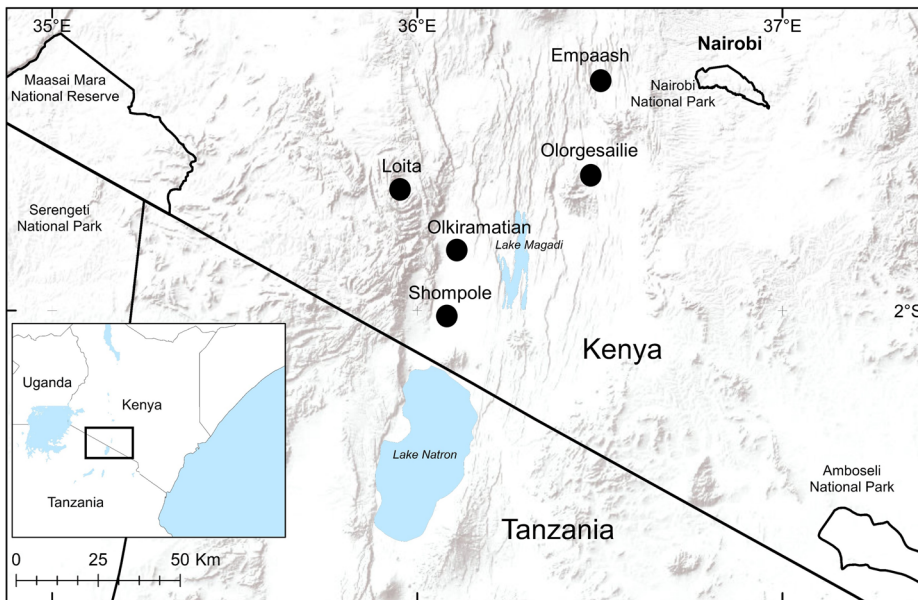 35°E
36°E
37°E
Nairobi
Empaash
Maasai Mara
National Reserve
Nairobi
National Park
Olorgesailie
Loita
Serengeti
National Park
Olkiramatian
Lake Magadi
Shompole
2°S
Kenya
Uganda
Kenya
Tanzania
Lake Natron
Amboseli
National Park
Tanzania
0 25 50 Km